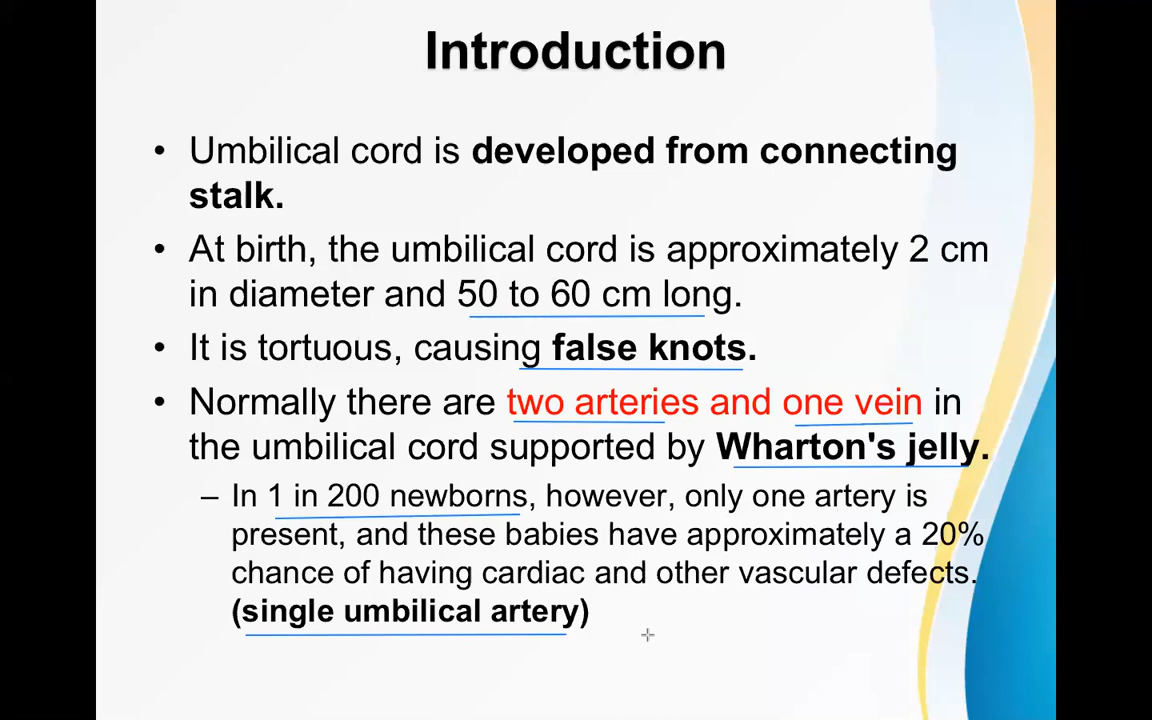 Introduction
• Umbilical cord is developed from connecting
stalk.
• At birth, the umbilical cord is approximately 2 cm
in diameter and 50 to 60 cm long.
• It is tortuous, causing false knots.
• Normally there are two arteries and one vein in
the umbilical cord supported by Wharton's jelly.
– In 1 in 200 newborns, however, only one artery is
present, and these babies have approximately a 20%
chance of having cardiac and other vascular defects.
(single umbilical artery)